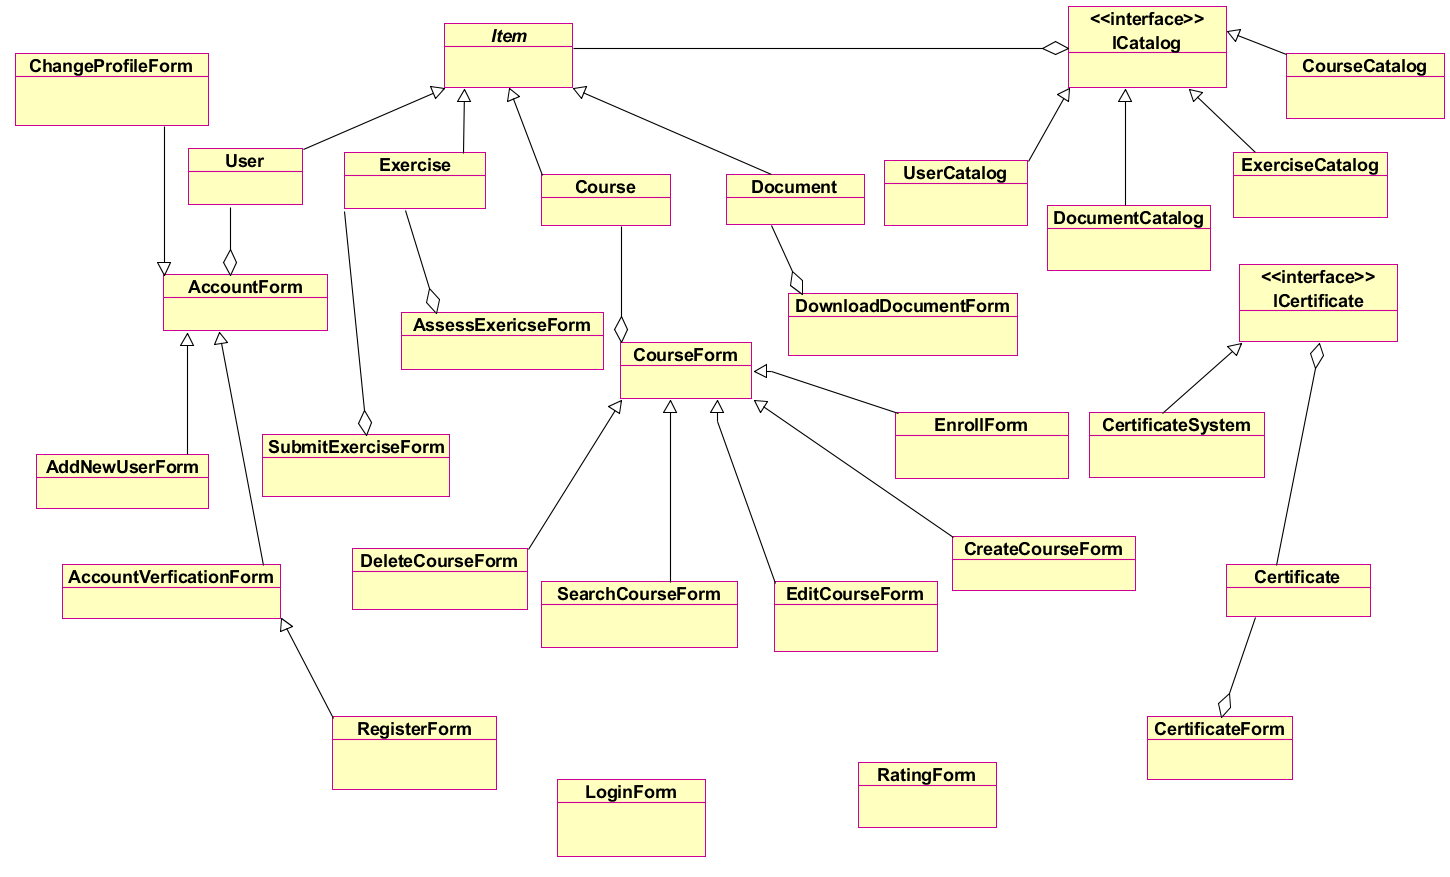 <<interface>>
ICatalog
Item
ChangeProfileForm
CourseCatalog
User
Exercise
Course
Document
UserCatalog
ExerciseCatalog
DocumentCatalog
<<interface>>
ICertificate
AccountForm
DownloadDocumentForm
AssessExericseForm
CourseForm
EnrollForm
CertificateSystem
SubmitExerciseForm
AddNewUserForm
CreateCourseForm
DeleteCourseForm
AccountVerficationForm
Certificate
SearchCourseForm
EditCourseForm
RegisterForm
CertificateForm
RatingForm
LoginForm